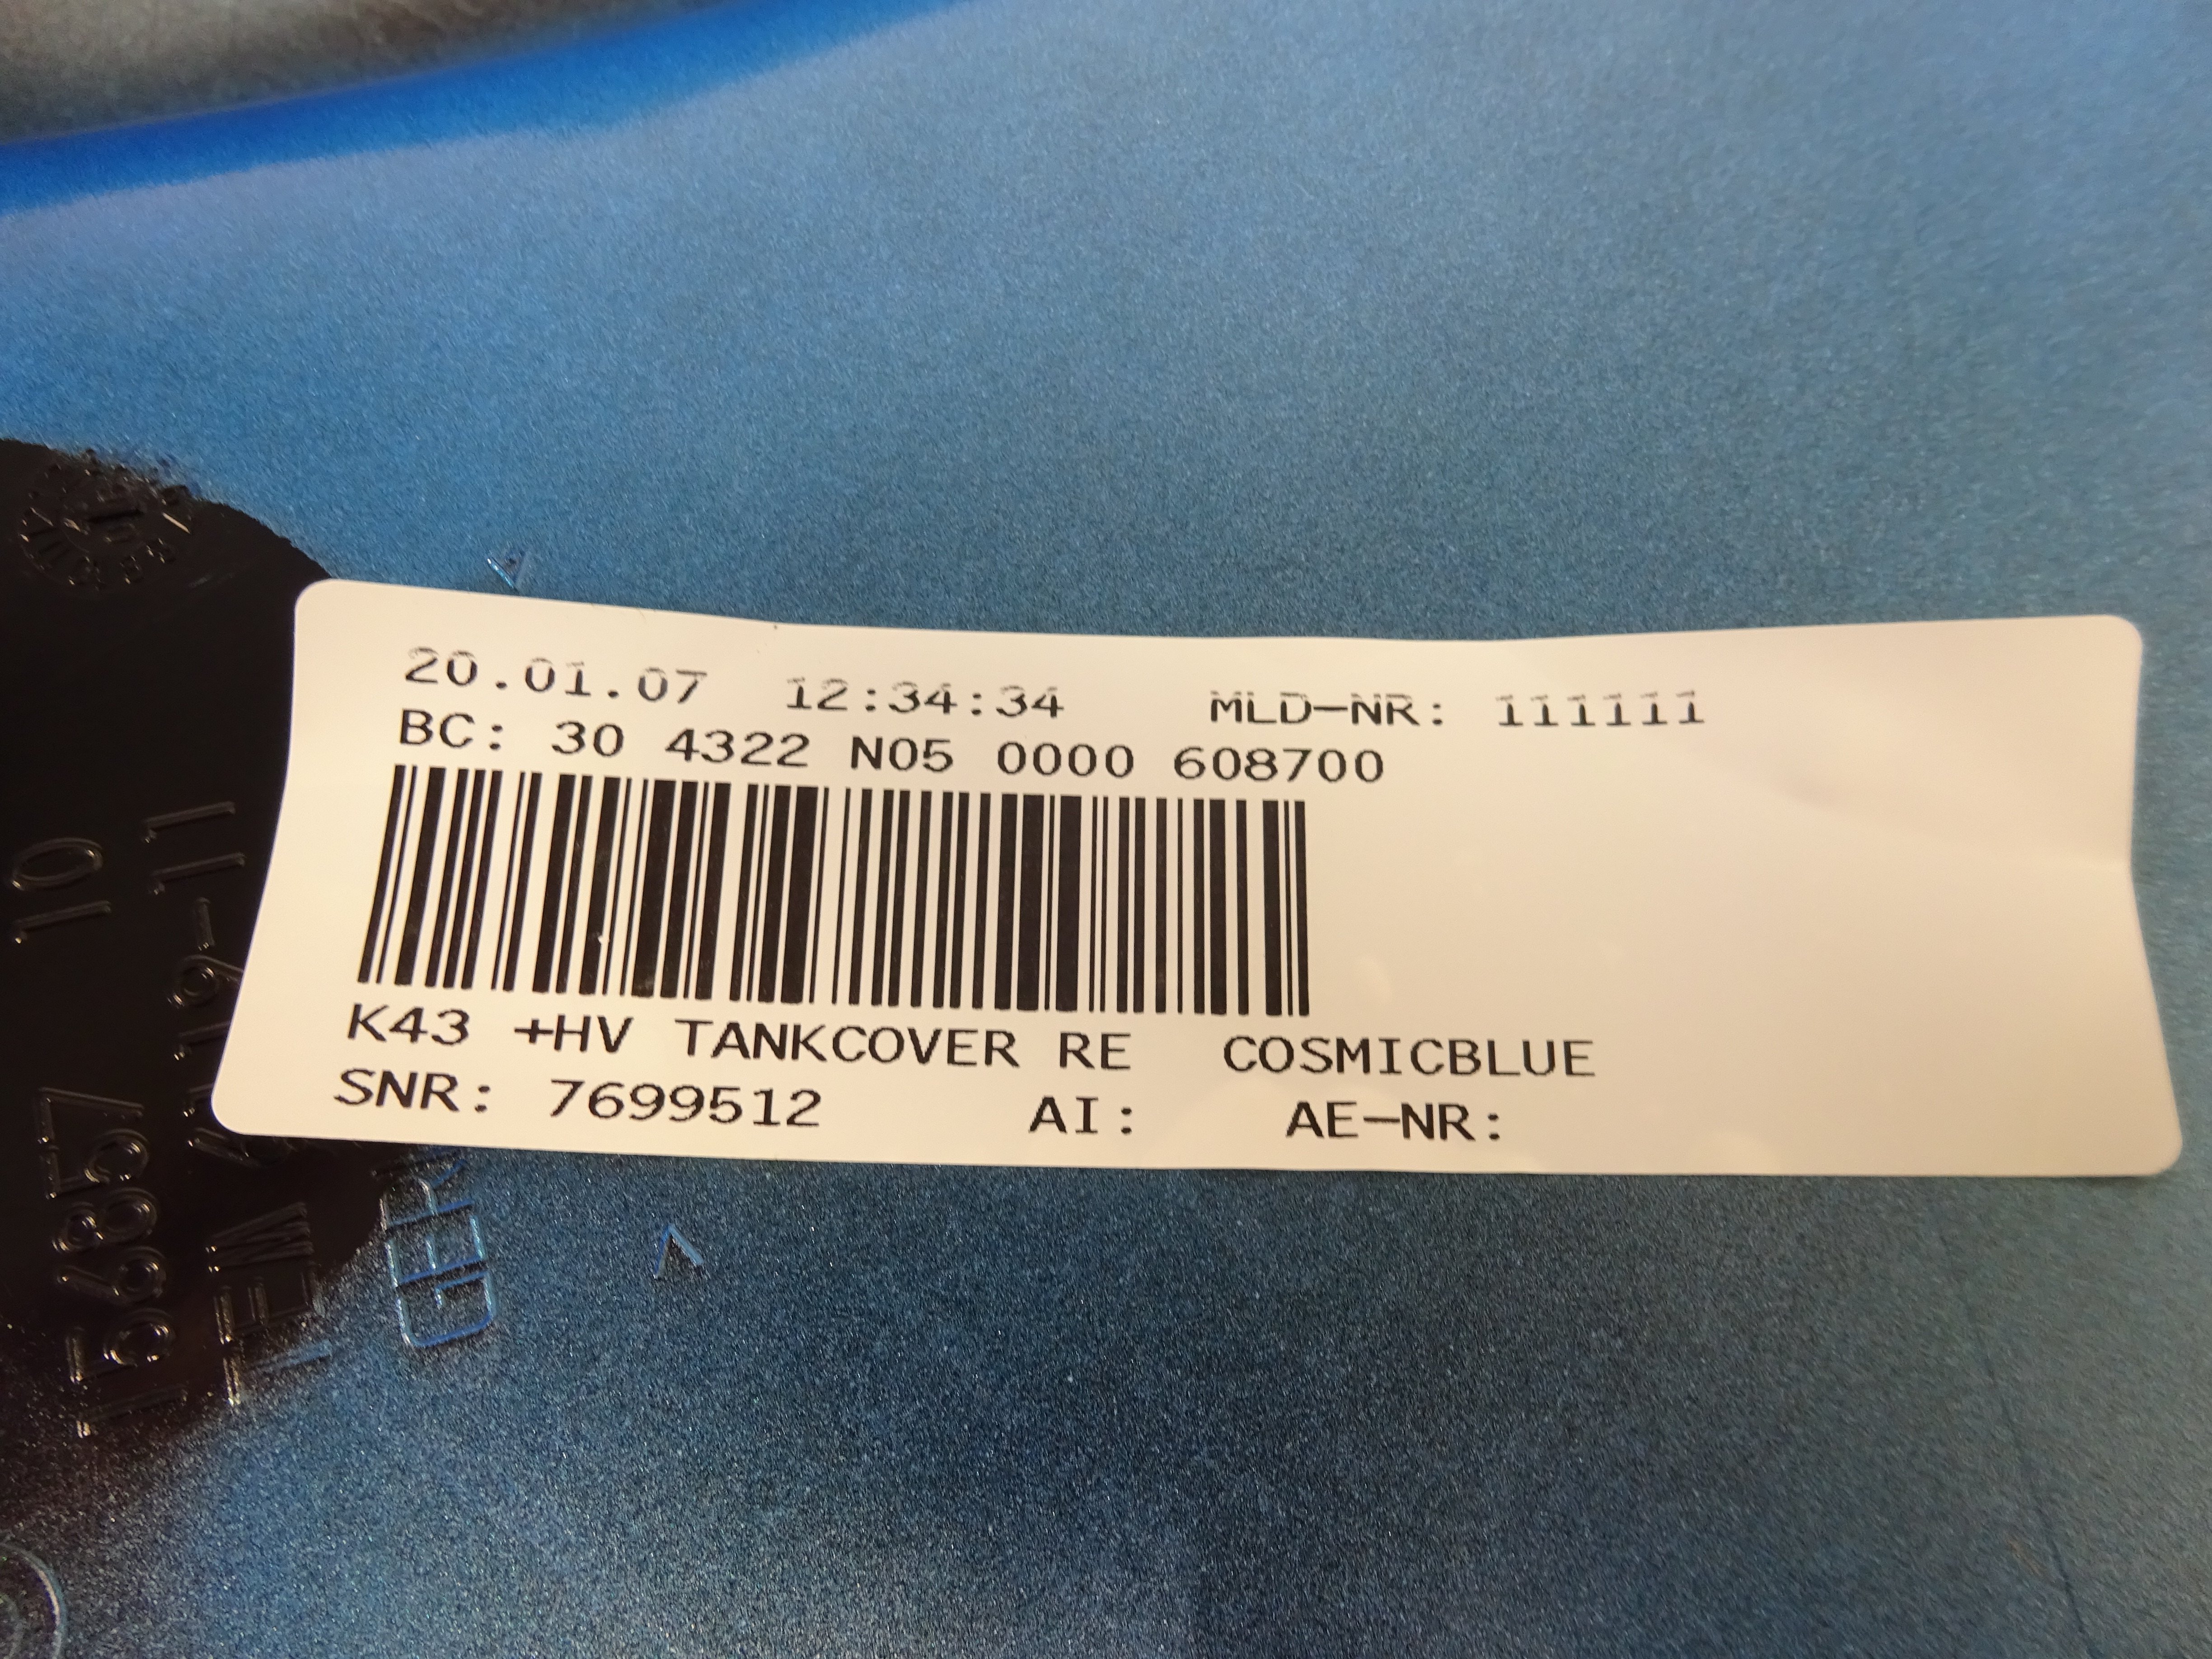 20.01.07 12:34:34 MLD-NR: 111111
BC: 30 4322 N05 0000 608700
K43 +HV TANKCOVER RE COSMICBLUE
SNR: 7699512 AI: AE-NR:
10